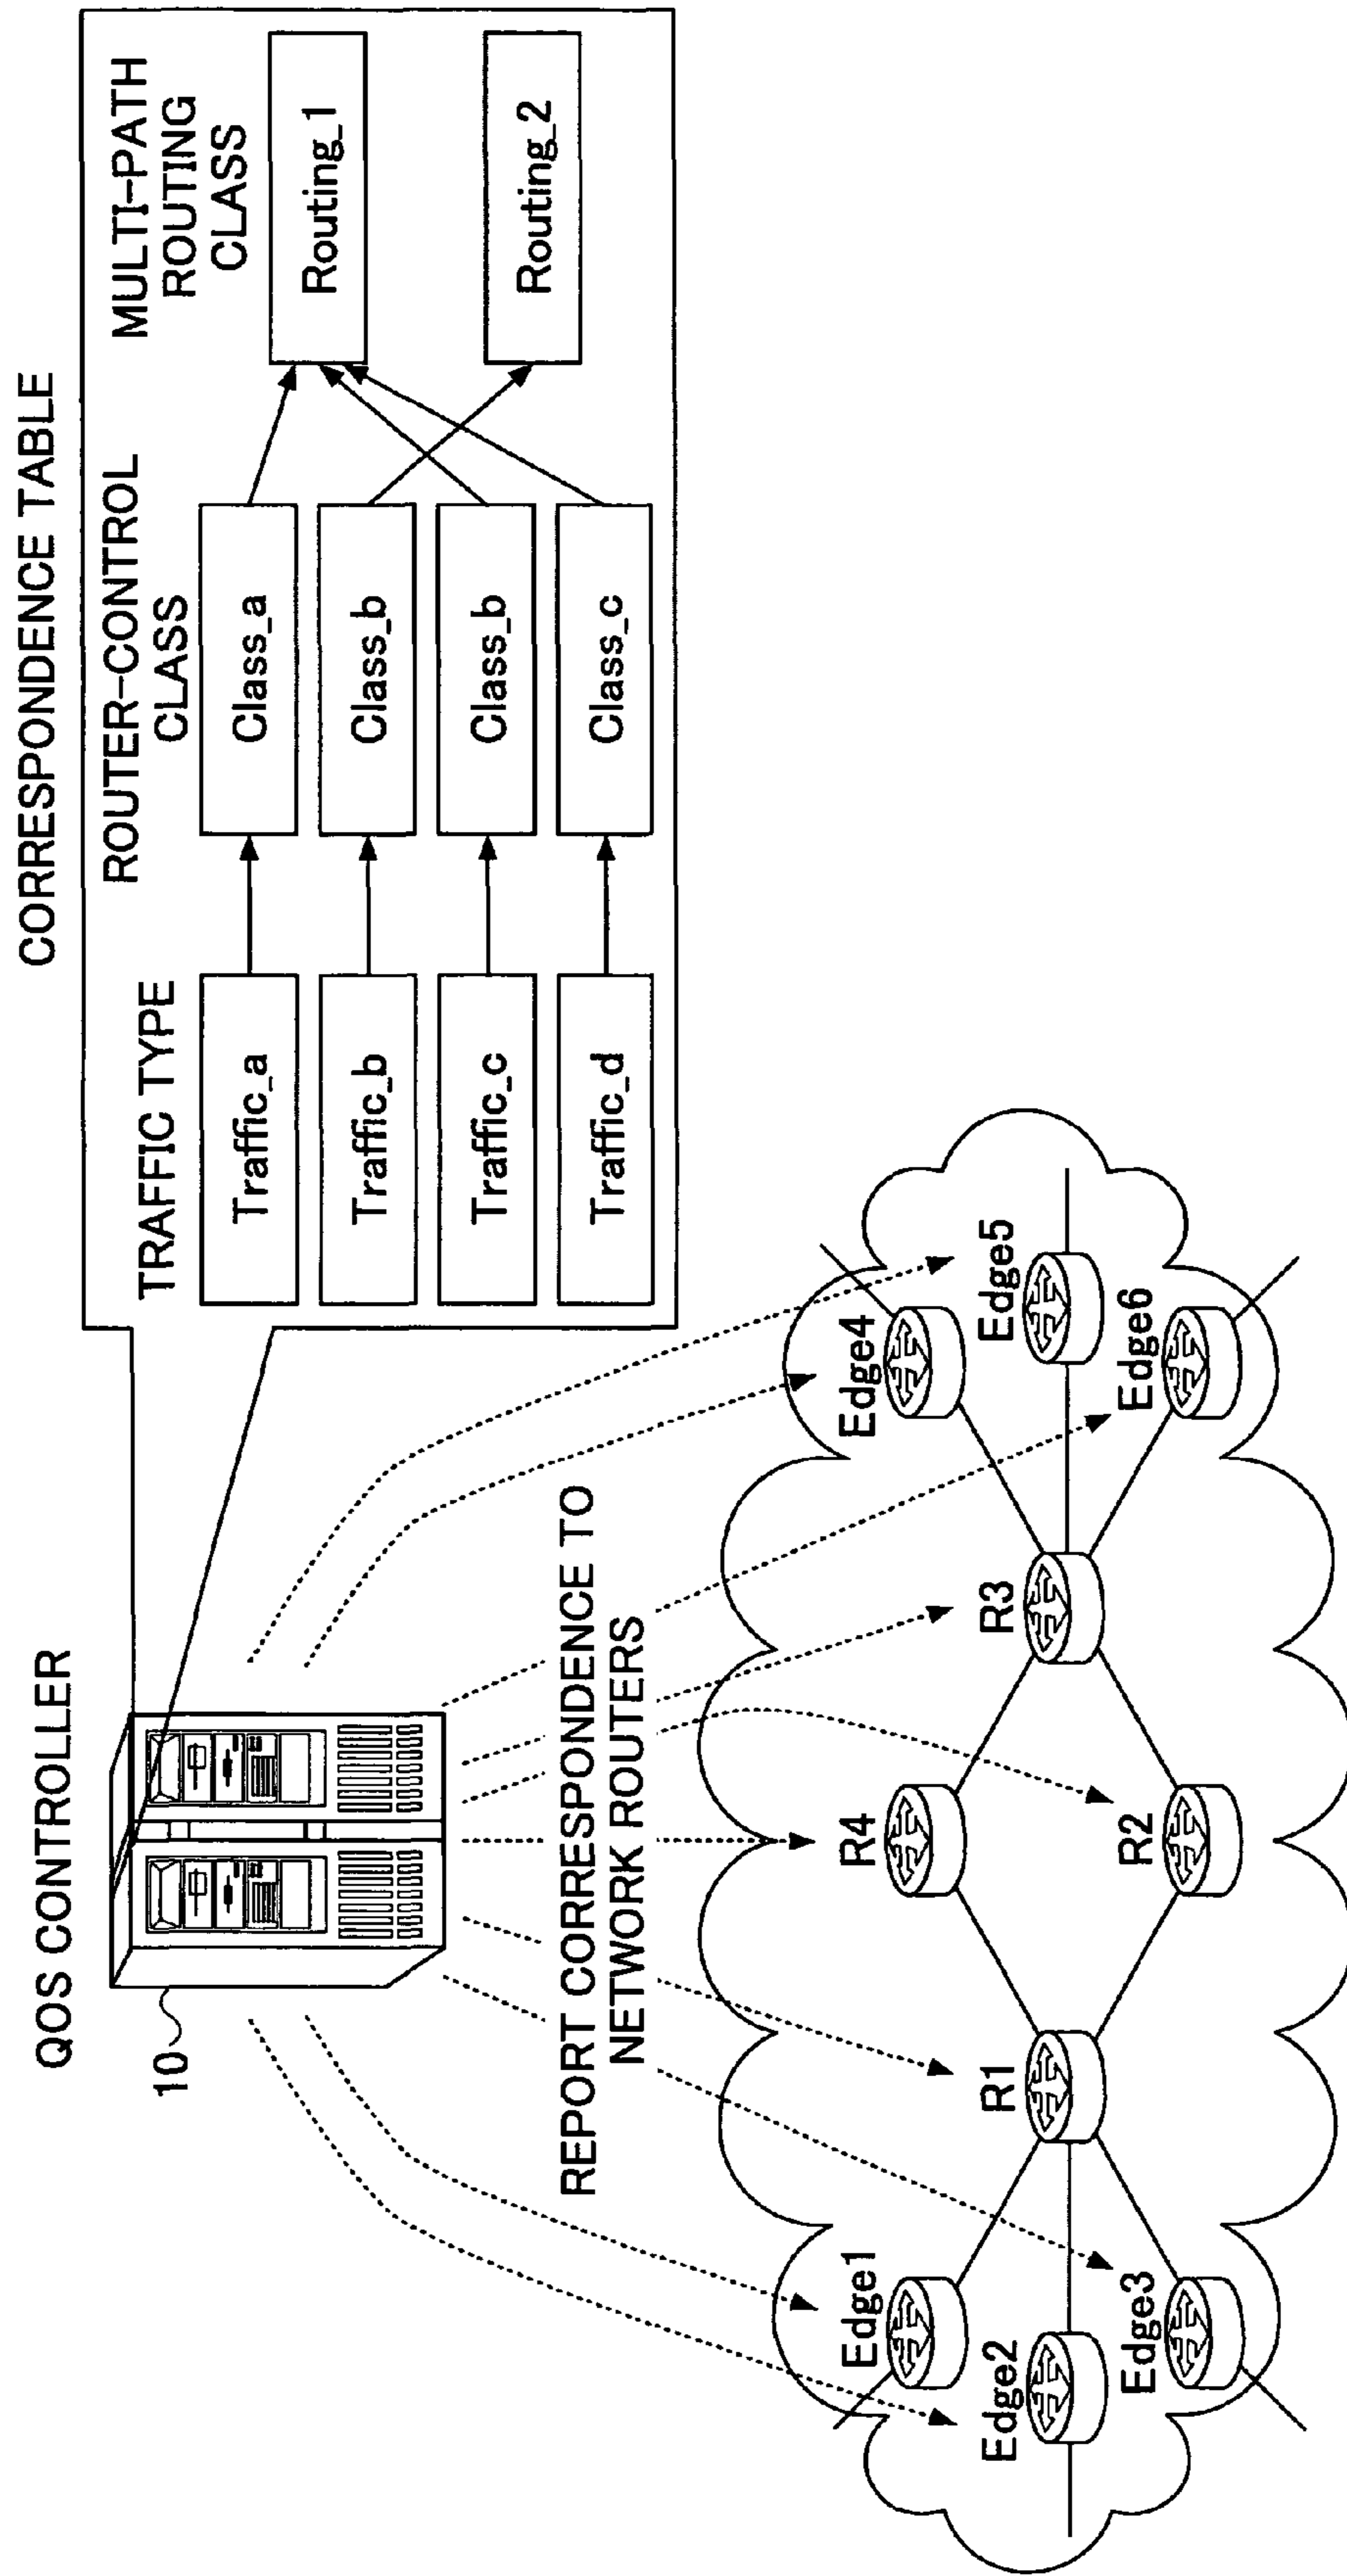 CORRESPONDENCE TABLE
QOS CONTROLLER
10
TRAFFIC TYPE
ROUTER-CONTROL
CLASS
MULTI-PATH
ROUTING
CLASS
Traffic_a
Class_a
Routing_1
Traffic_b
Class_b
Traffic_c
Class_b
Routing_2
Traffic_d
Class_c
REPORT CORRESPONDENCE TO
NETWORK ROUTERS
Edge1
R4
Edge4
Edge2
R1
R3
Edge5
Edge3
R2
Edge6